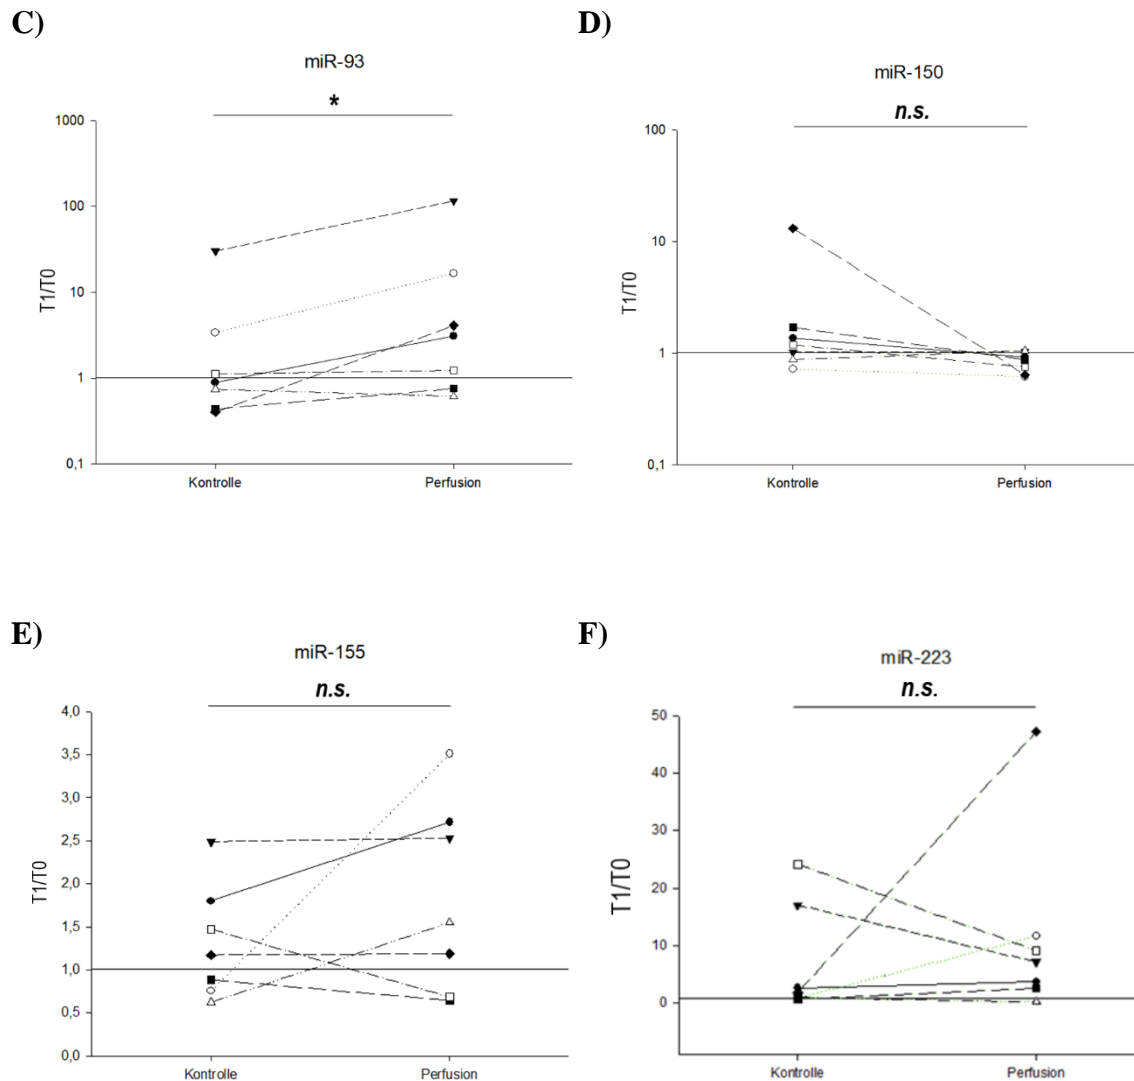 C)
miR-93
*
1000
100
10
1
0,1
T1/T0
Kontrolle Perfusion
D)
miR-150
n.s.
100
10
1
0,1
T1/T0
Kontrolle Perfusion
E)
miR-155
n.s.
4,0
3,5
3,0
2,5
2,0
1,5
1,0
0,5
0,0
T1/T0
Kontrolle Perfusion
F)
miR-223
n.s.
50
40
30
20
10
0
T1/T0
Kontrolle Perfusion